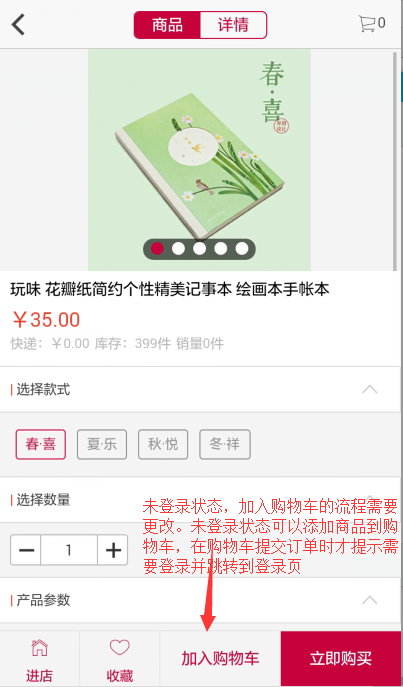 商品 详情 0
春·喜
玩味 花瓣纸简约个性精美记事本 绘画本手帐本
￥35.00
快递：￥0.00 库存：399件 销量0件
选择款式
春·喜 夏·乐 秋·悦 冬·祥
选择数量
未登录状态，加入购物车的流程需要
更改。未登录状态可以添加商品到购
物车，在购物车提交订单时才提示需
要登录并跳转到登录页
1
产品参数
进店 收藏 加入购物车 立即购买